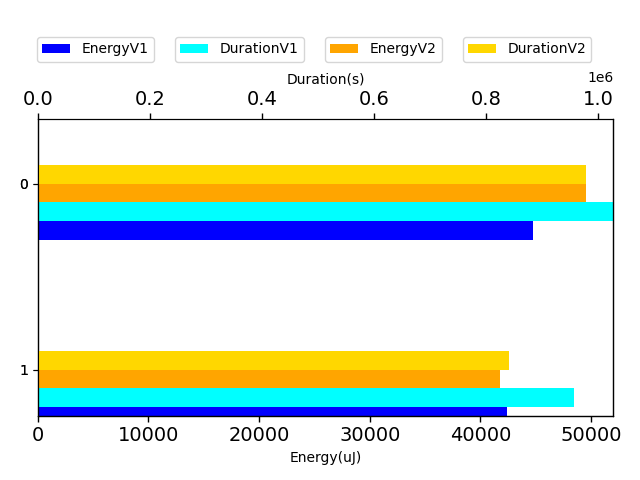 EnergyV1 DurationV1 EnergyV2 DurationV2
Duration(s)
1e6
0.0 0.2 0.4 0.6 0.8 1.0
0
1
0 10000 20000 30000 40000 50000
Energy(uJ)